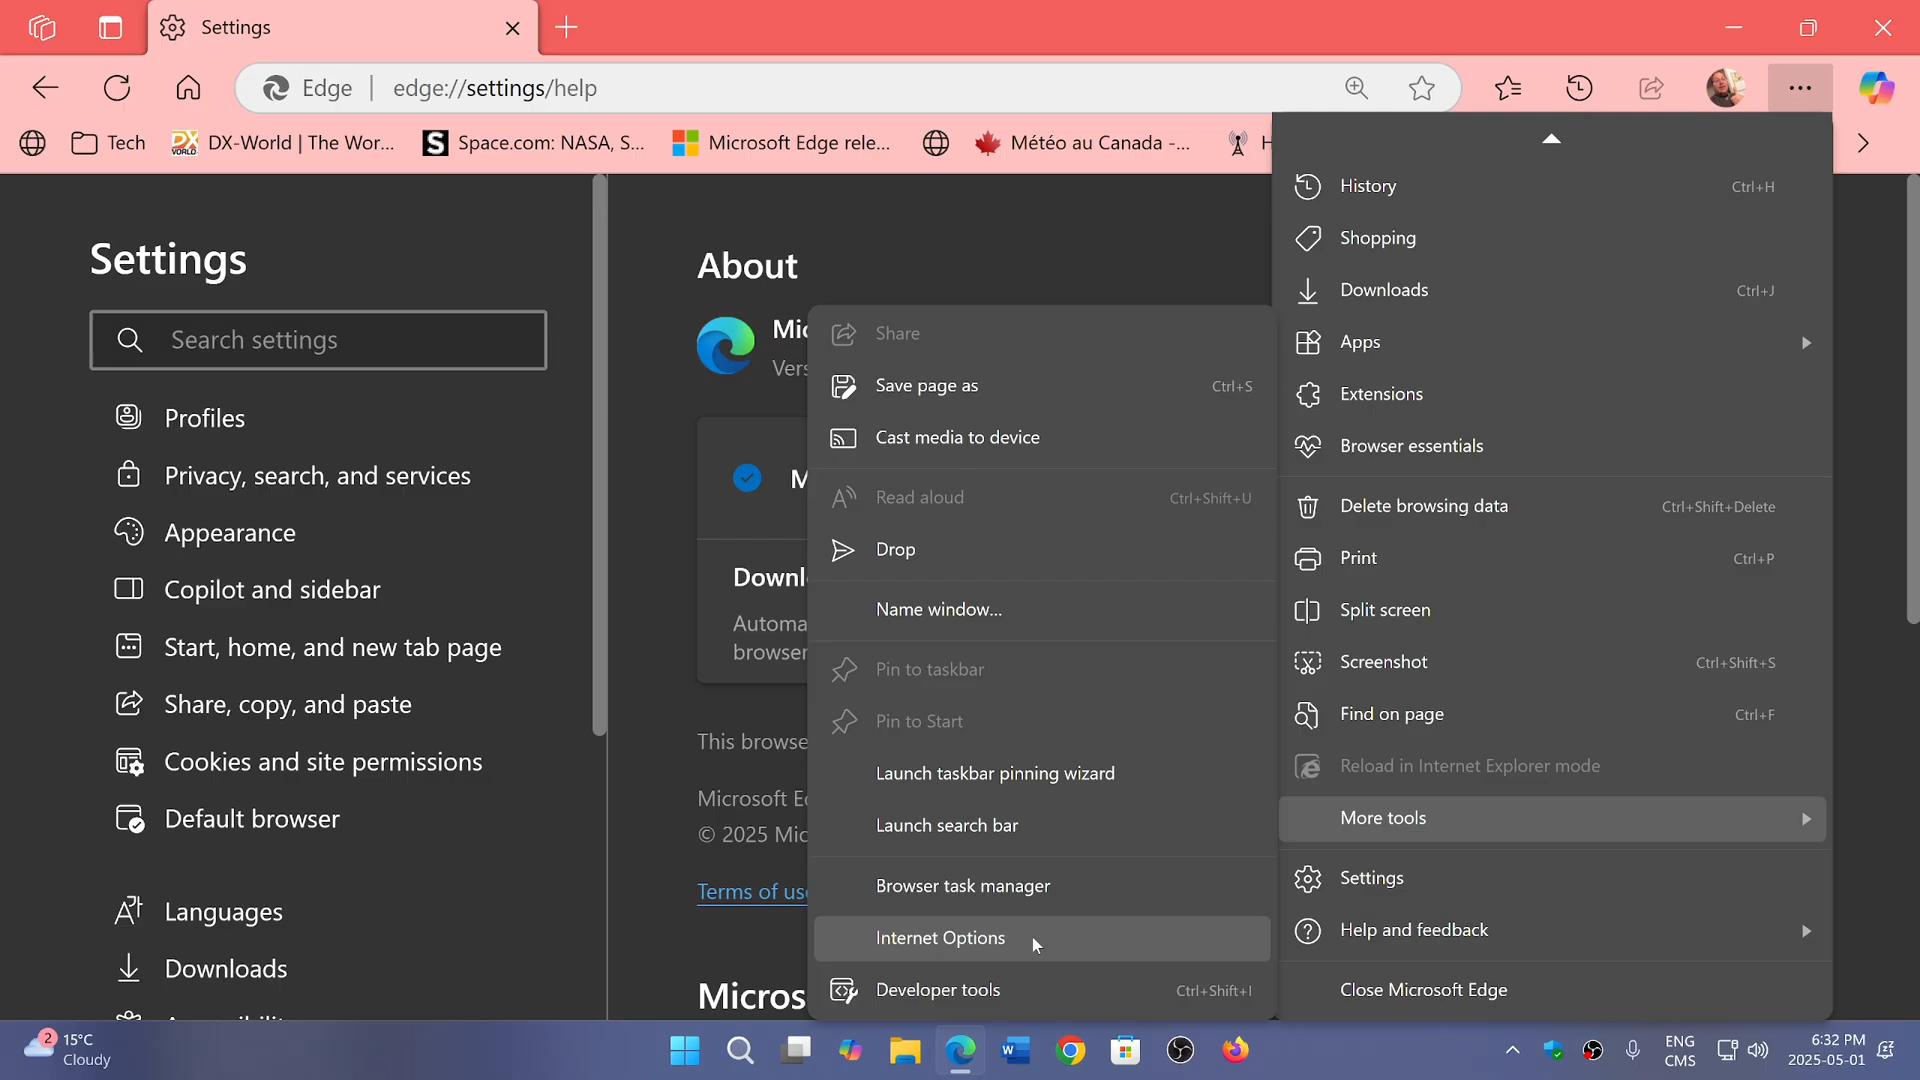 Settings
Edge
edge://settings/help
Tech
DX-World | The Wor...
Space.com: NASA, S...
Microsoft Edge rele...
Météo au Canada -...
H
Settings
Search settings
Profiles
Privacy, search, and services
Appearance
Copilot and sidebar
Start, home, and new tab page
Share, copy, and paste
Cookies and site permissions
Default browser
Languages
Downloads
About
Downl
Automa
browser
This browse
Microsoft E
© 2025 Mic
Terms of us
Micros
Share
Save page as Ctrl+S
Cast media to device
Read aloud Ctrl+Shift+U
Drop
Name window...
Pin to taskbar
Pin to Start
Launch taskbar pinning wizard
Launch search bar
Browser task manager
Internet Options
Developer tools Ctrl+Shift+I
History Ctrl+H
Shopping
Downloads Ctrl+J
Apps
Extensions
Browser essentials
Delete browsing data Ctrl+Shift+Delete
Print Ctrl+P
Split screen
Screenshot Ctrl+Shift+S
Find on page Ctrl+F
Reload in Internet Explorer mode
More tools
Settings
Help and feedback
Close Microsoft Edge
2
15°C
Cloudy
ENG
CMS
6:32 PM
2025-05-01